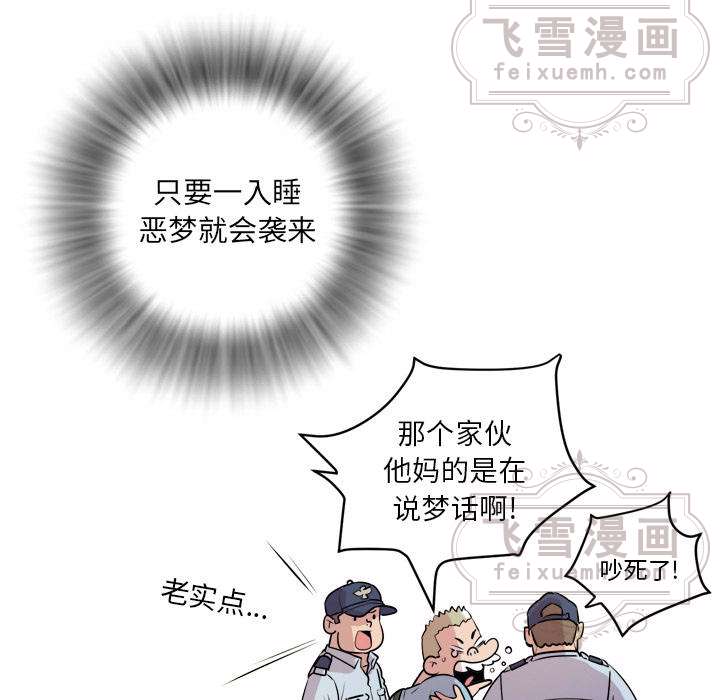 飞雪漫画
feixuemh.com
只要一入睡
恶梦就会袭来
那个家伙
他妈的是在
说梦话啊!
飞雪漫画
feixuemh.com
吵死了!
老实点...